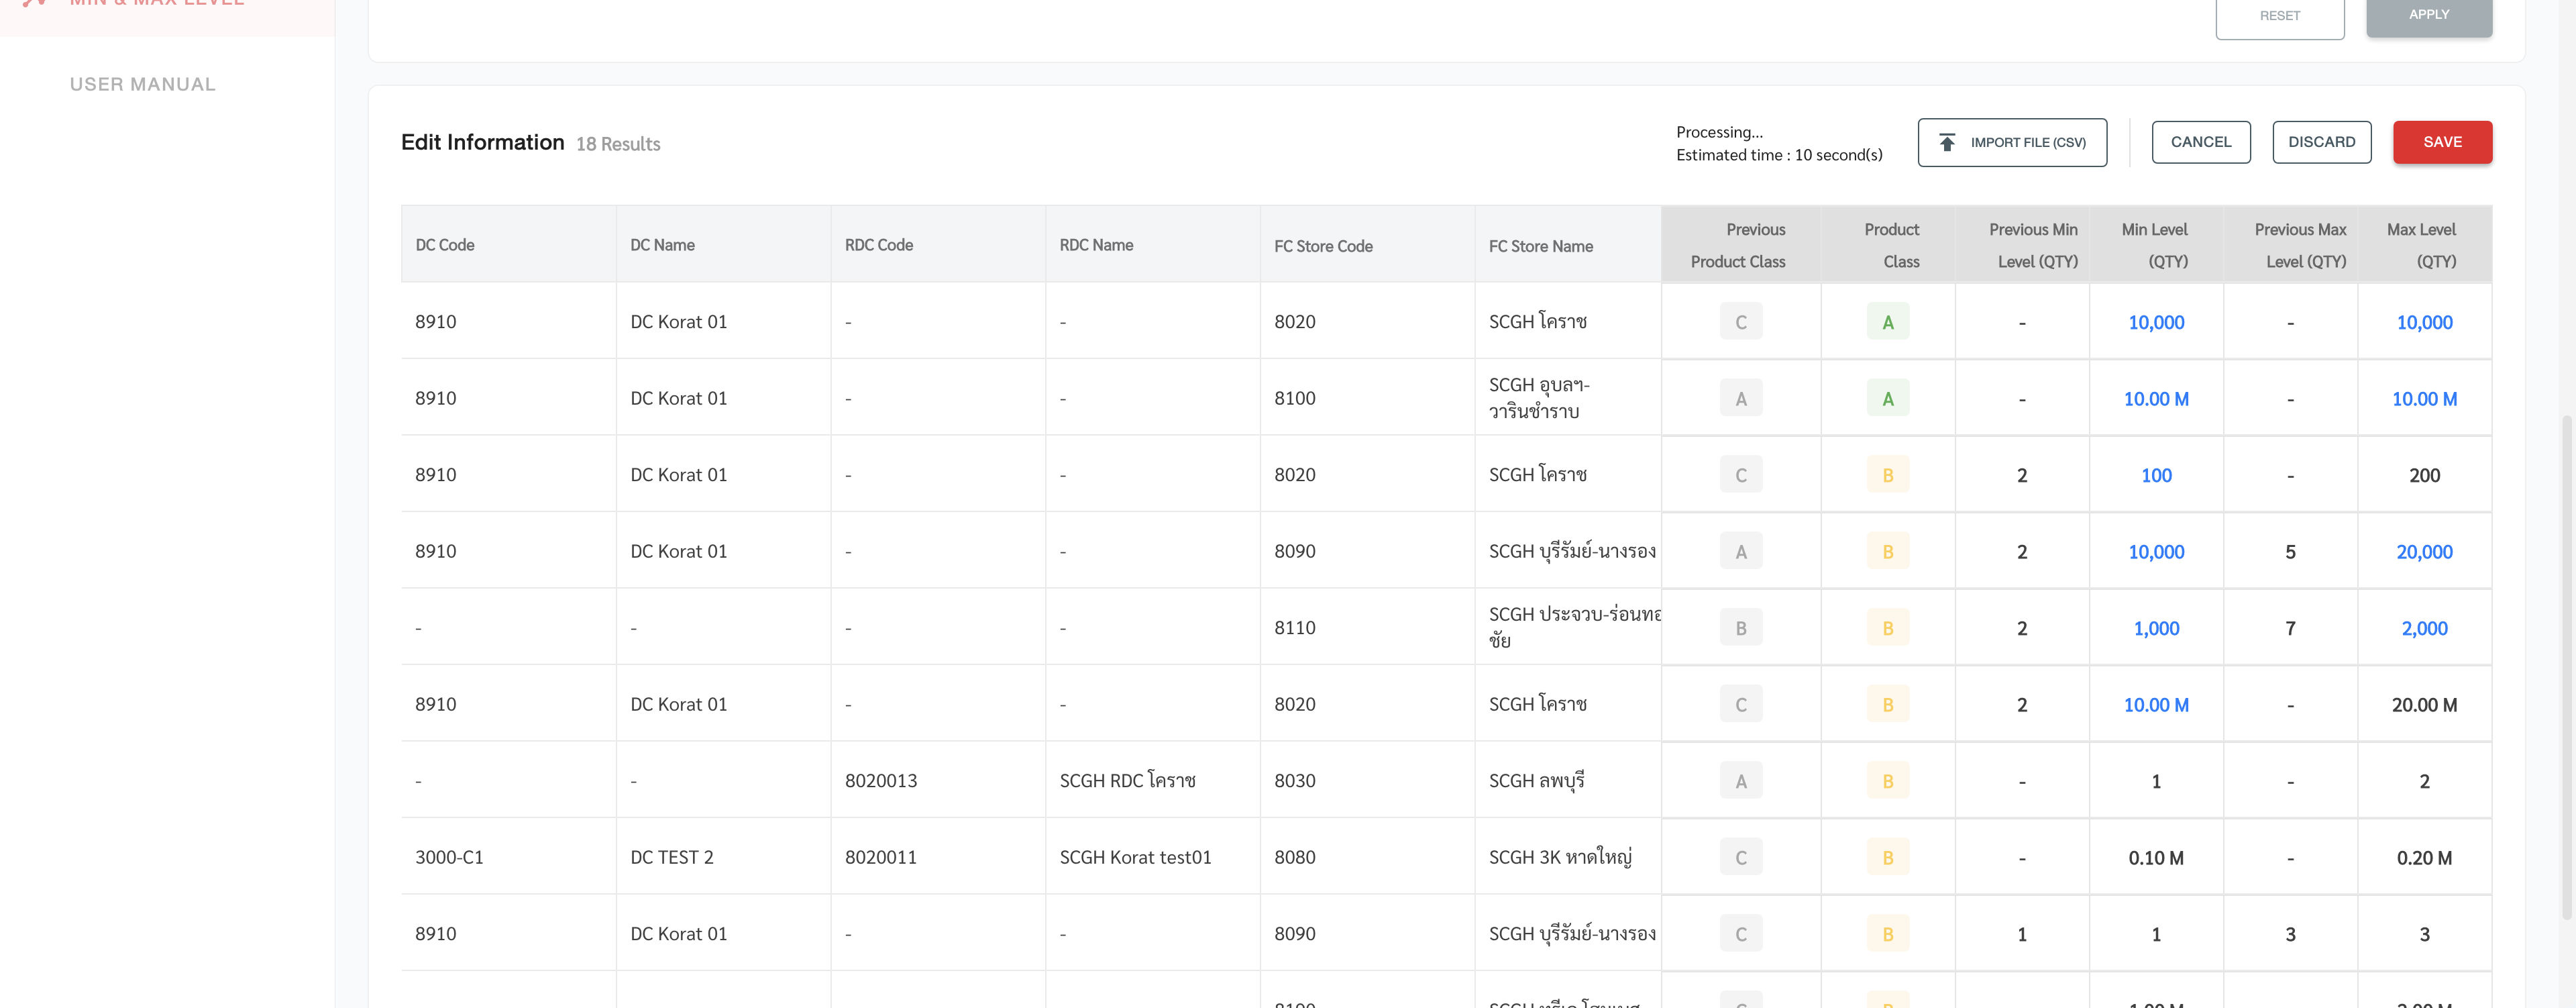 MIN & MAX LEVEL
RESET
APPLY
USER MANUAL
Edit Information 18 Results
Processing...
Estimated time : 10 second(s)
IMPORT FILE (CSV)
CANCEL
DISCARD
SAVE
DC Code
DC Name
RDC Code
RDC Name
FC Store Code
FC Store Name
Previous
Product Class
Product
Class
Previous Min
Level (QTY)
Min Level
(QTY)
Previous Max
Level (QTY)
Max Level
(QTY)
8910 DC Korat 01 - - 8020 SCGH โคราช C A - 10,000 - 10,000
8910 DC Korat 01 - - 8100 SCGH อุบลฯ-
วารินชำราบ A A - 10.00 M - 10.00 M
8910 DC Korat 01 - - 8020 SCGH โคราช C B 2 100 - 200
8910 DC Korat 01 - - 8090 SCGH บุรีรัมย์-นางรอง A B 2 10,000 5 20,000
- - - - 8110 SCGH ประจวบ-ร่อนทอ
ชัย B B 2 1,000 7 2,000
8910 DC Korat 01 - - 8020 SCGH โคราช C B 2 10.00 M - 20.00 M
- - 8020013 SCGH RDC โคราช 8030 SCGH ลพบุรี A B - 1 - 2
3000-C1 DC TEST 2 8020011 SCGH Korat test01 8080 SCGH 3K หาดใหญ่ C B - 0.10 M - 0.20 M
8910 DC Korat 01 - - 8090 SCGH บุรีรัมย์-นางรอง C B 1 1 3 3